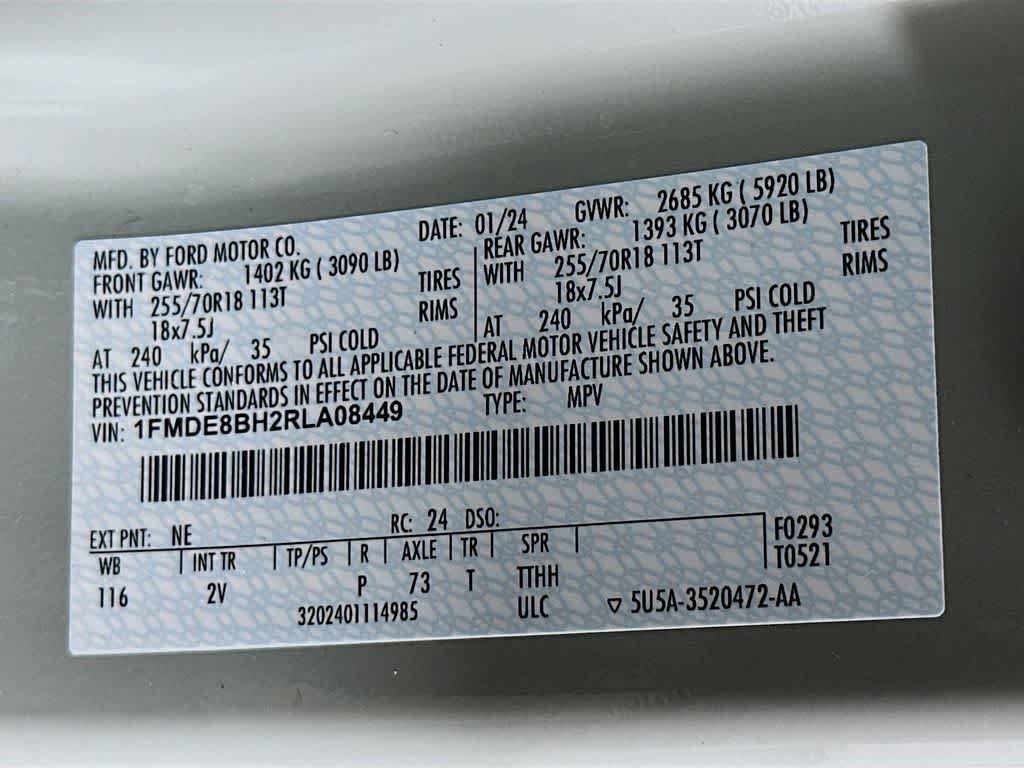 MFD. BY FORD MOTOR CO. DATE: 01/24 GVWR: 2685 KG ( 5920 LB)
FRONT GAWR: 1402 KG ( 3090 LB) REAR GAWR: 1393 KG ( 3070 LB)
WITH 255/70R18 113T TIRES WITH 255/70R18 113T TIRES
18x7.5J RIMS 18x7.5J RIMS
AT 240 kPa/ 35 PSI COLD AT 240 kPa/ 35 PSI COLD
THIS VEHICLE CONFORMS TO ALL APPLICABLE FEDERAL MOTOR VEHICLE SAFETY AND THEFT
PREVENTION STANDARDS IN EFFECT ON THE DATE OF MANUFACTURE SHOWN ABOVE.
VIN: 1FMDE8BH2RLA08449 TYPE: MPV
EXT PNT: NE RC: 24 DSO: F0293
WB INT TR TP/PS R AXLE TR SPR T0521
116 2V P 73 T TTHH
3202401114985 ULC ▽ 5U5A-3520472-AA